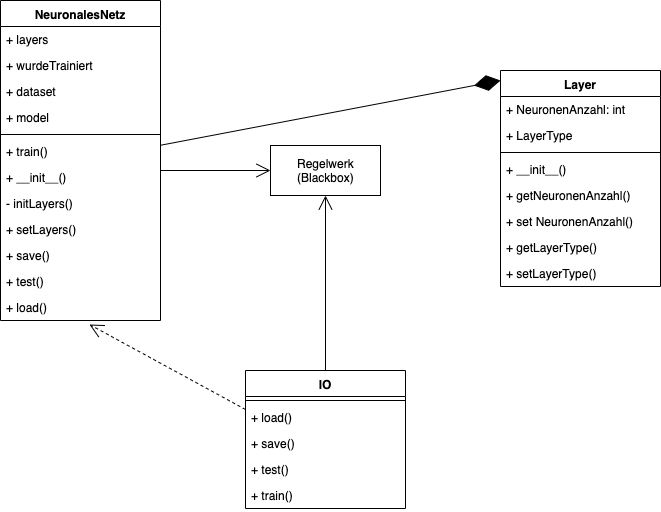 NeuronalesNetz
+ layers
+ wurdeTrainiert
+ dataset
+ model
+ train()
+ __init__()
- initLayers()
+ setLayers()
+ save()
+ test()
+ load()
Regelwerk
(Blackbox)
Layer
+ NeuronenAnzahl: int
+ LayerType
+ __init__()
+ getNeuronenAnzahl()
+ set NeuronenAnzahl()
+ getLayerType()
+ setLayerType()
IO
+ load()
+ save()
+ test()
+ train()